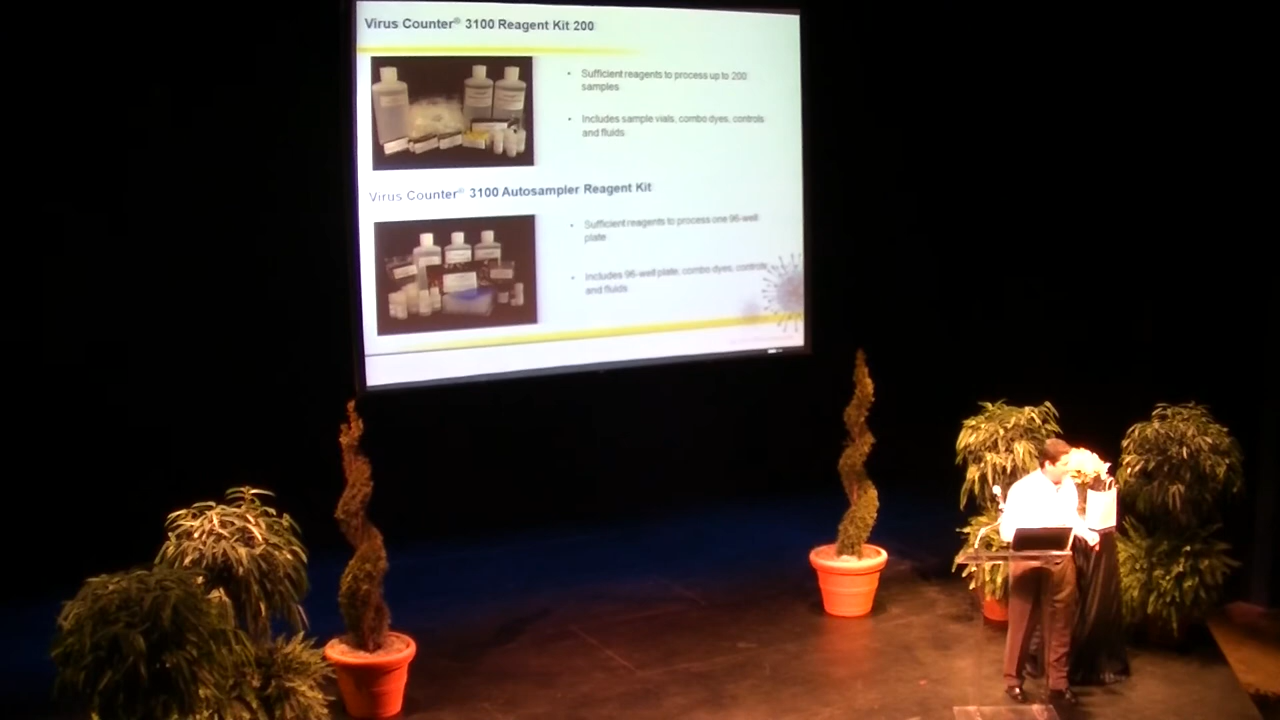 Virus Counter® 3100 Reagent Kit 200
• Sufficient reagents to process up to 200
samples
• Includes sample vials, combo dyes, controls
and fluids
Virus Counter® 3100 Autosampler Reagent Kit
• Sufficient reagents to process one 96-well
plate
• Includes 96-well plate, combo dyes, controls
and fluids